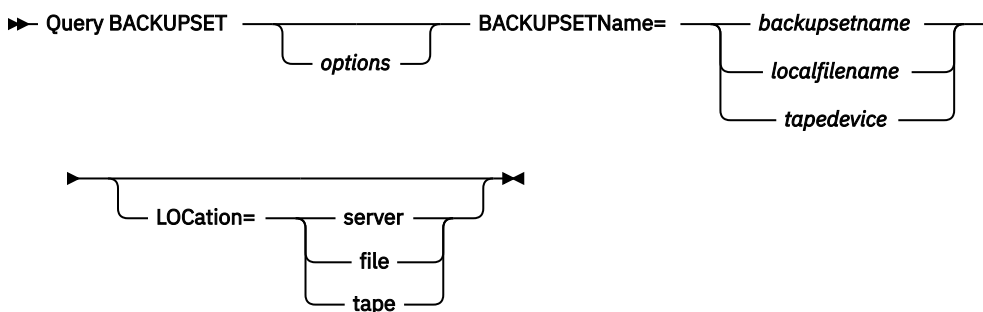 Query BACKUPSET options BACKUPSETName= backupsetname
localfilename
tapedevice
LOCation= server
file
tape